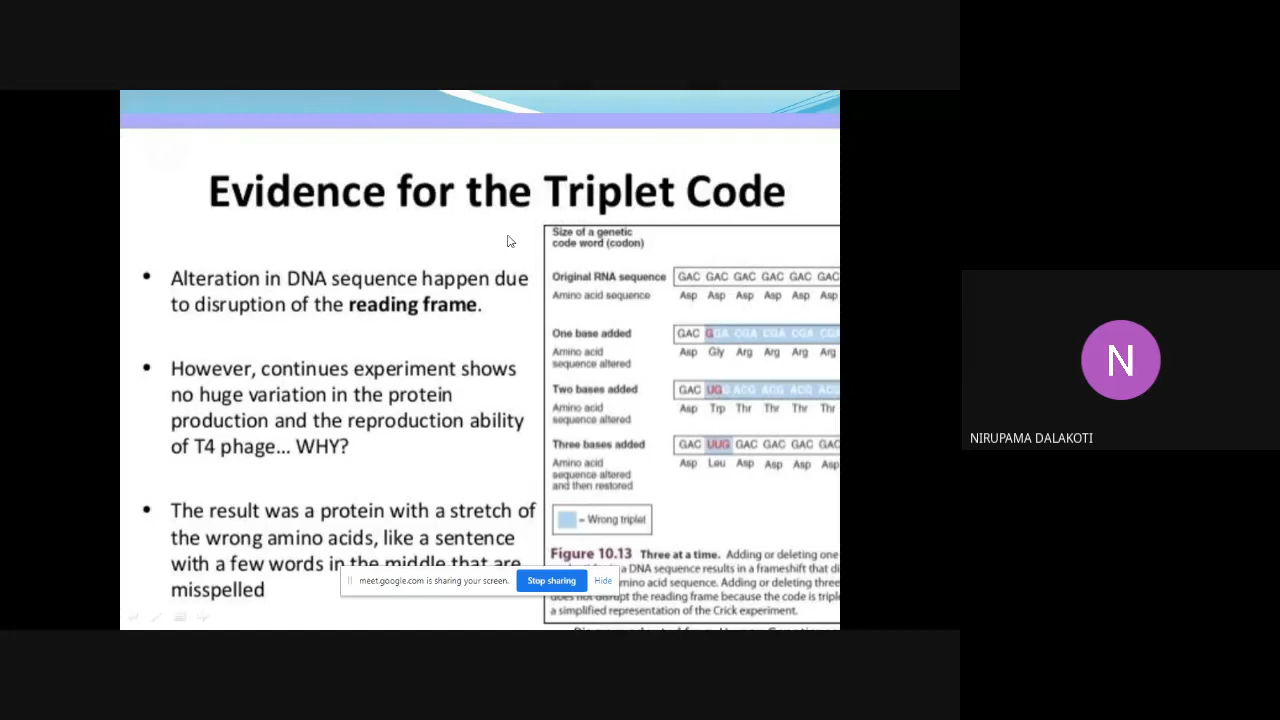 Evidence for the Triplet Code
• Alteration in DNA sequence happen due
to disruption of the reading frame.
• However, continues experiment shows
no huge variation in the protein
production and the reproduction ability
of T4 phage... WHY?
• The result was a protein with a stretch of
the wrong amino acids, like a sentence
with a few words in the middle that are
misspelled
Size of a genetic
code word (codon)
Original RNA sequence GAC GAC GAC GAC GAC GAC
Amino acid sequence Asp Asp Asp Asp Asp Asp
One base added GAC GGA CGA CGA CGA CGA
Amino acid Asp Gly Arg Arg Arg Arg
sequence altered
Two bases added GAC UGG ACG ACG ACG ACG
Amino acid Asp Trp Thr Thr Thr Thr
sequence altered
Three bases added GAC UUG GAC GAC GAC GAC
Amino acid Asp Leu Asp Asp Asp Asp
sequence altered
and then restored
= Wrong triplet
Figure 10.13 Three at a time. Adding or deleting one
a DNA sequence results in a frameshift that di
mino acid sequence. Adding or deleting three
does not disrupt the reading frame because the code is triple
a simplified representation of the Crick experiment.
meet.google.com is sharing your screen. Stop sharing Hide
N
NIRUPAMA DALAKOTI